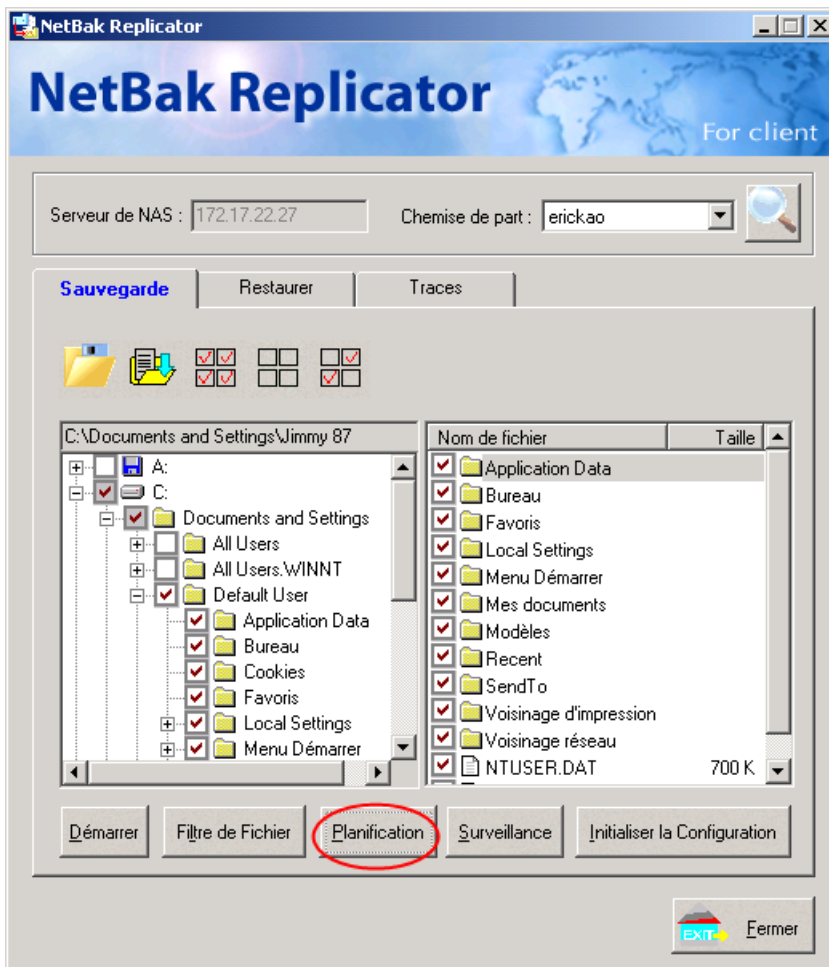 NetBak Replicator
NetBak Replicator
For client
Serveur de NAS : 172.17.22.27 Chemise de part : erickao
Sauvegarde Restaurer Traces
C:\Documents and Settings\Jimmy 87
A:
C:
Documents and Settings
All Users
All Users.WINNT
Default User
Application Data
Bureau
Cookies
Favoris
Local Settings
Menu Démarrer
Nom de fichier Taille
Application Data
Bureau
Favoris
Local Settings
Menu Démarrer
Mes documents
Modèles
Recent
SendTo
Voisinage d'impression
Voisinage réseau
NTUSER.DAT 700 K
Démarrer Filtre de Fichier Planification Surveillance Initialiser la Configuration
EXIT Fermer